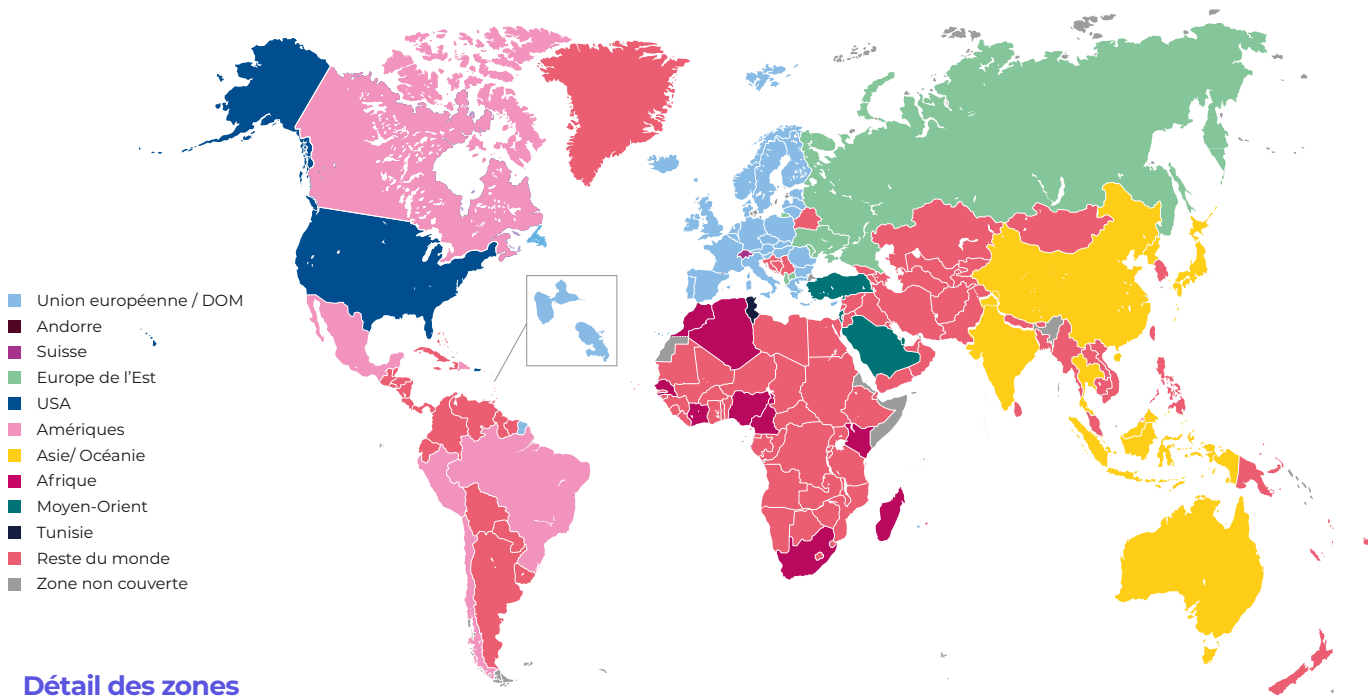 Union européenne / DOM
Andorre
Suisse
Europe de l'Est
USA
Amériques
Asie/ Océanie
Afrique
Moyen-Orient
Tunisie
Reste du monde
Zone non couverte
Détail des zones